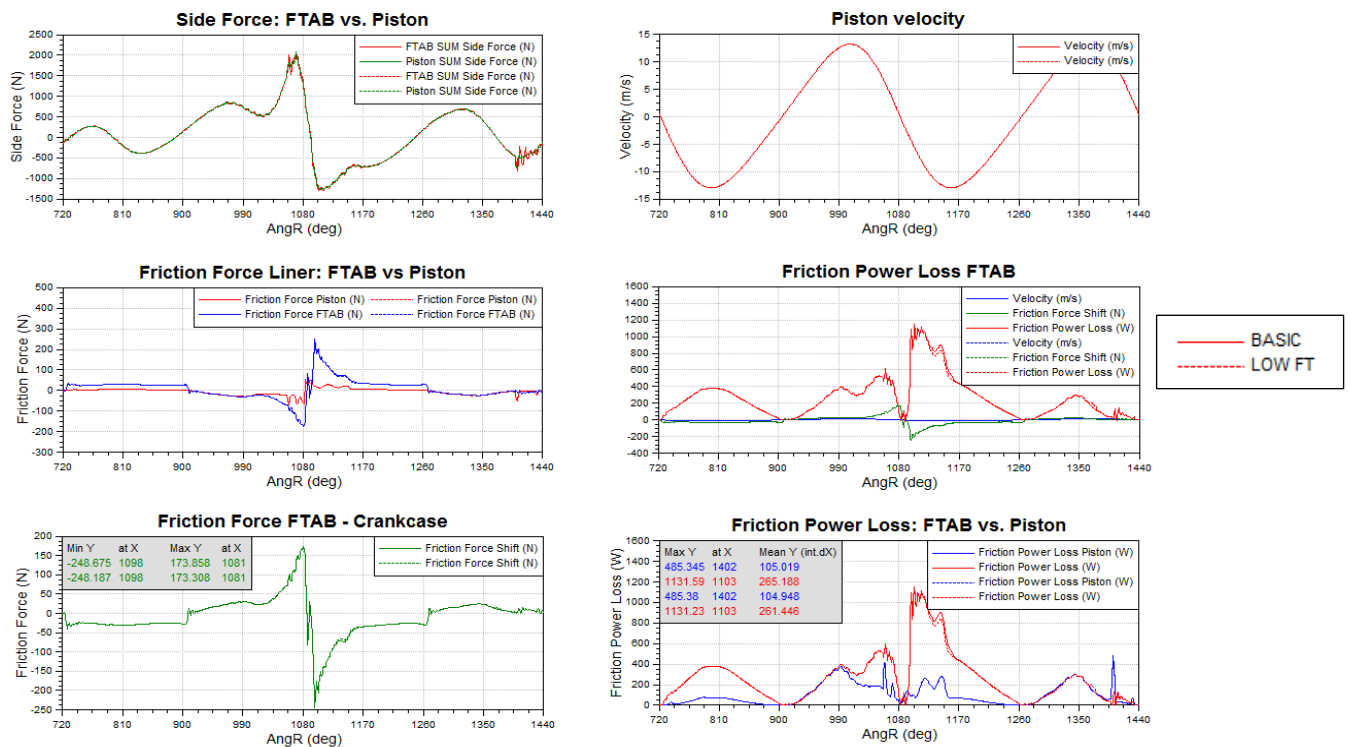 Side Force: FTAB vs. Piston
Side Force (N)
2500
2000
1500
1000
500
0
-500
-1000
-1500
FTAB SUM Side Force (N)
Piston SUM Side Force (N)
FTAB SUM Side Force (N)
Piston SUM Side Force (N)
720 810 900 990 1080 1170 1260 1350 1440
AngR (deg)
Piston velocity
Velocity (m/s)
15
10
5
0
-5
-10
-15
Velocity (m/s)
Velocity (m/s)
720 810 900 990 1080 1170 1260 1350 1440
AngR (deg)
Friction Force Liner: FTAB vs Piston
Friction Force (N)
500
400
300
200
100
0
-100
-200
-300
Friction Force Piston (N) Friction Force Piston (N)
Friction Force FTAB (N) Friction Force FTAB (N)
720 810 900 990 1080 1170 1260 1350 1440
AngR (deg)
Friction Power Loss FTAB
1600
1400
1200
1000
800
600
400
200
0
-200
-400
Velocity (m/s)
Friction Force Shift (N)
Friction Power Loss (W)
Velocity (m/s)
Friction Force Shift (N)
Friction Power Loss (W)
720 810 900 990 1080 1170 1260 1350 1440
AngR (deg)
BASIC
LOW FT
Friction Force FTAB - Crankcase
Friction Force (N)
200
150
100
50
0
-50
-100
-150
-200
-250
Min Y at X Max Y at X
-248.675 1098 173.858 1081
-248.187 1098 173.308 1081
Friction Force Shift (N)
Friction Force Shift (N)
720 810 900 990 1080 1170 1260 1350 1440
AngR (deg)
Friction Power Loss: FTAB vs. Piston
Friction Power Loss (W)
1600
1400
1200
1000
800
600
400
200
0
Max Y at X Mean Y (int.dX)
485.345 1402 105.019
1131.59 1103 265.188
485.38 1402 104.948
1131.23 1103 261.446
Friction Power Loss Piston (W)
Friction Power Loss (W)
Friction Power Loss Piston (W)
Friction Power Loss (W)
720 810 900 990 1080 1170 1260 1350 1440
AngR (deg)